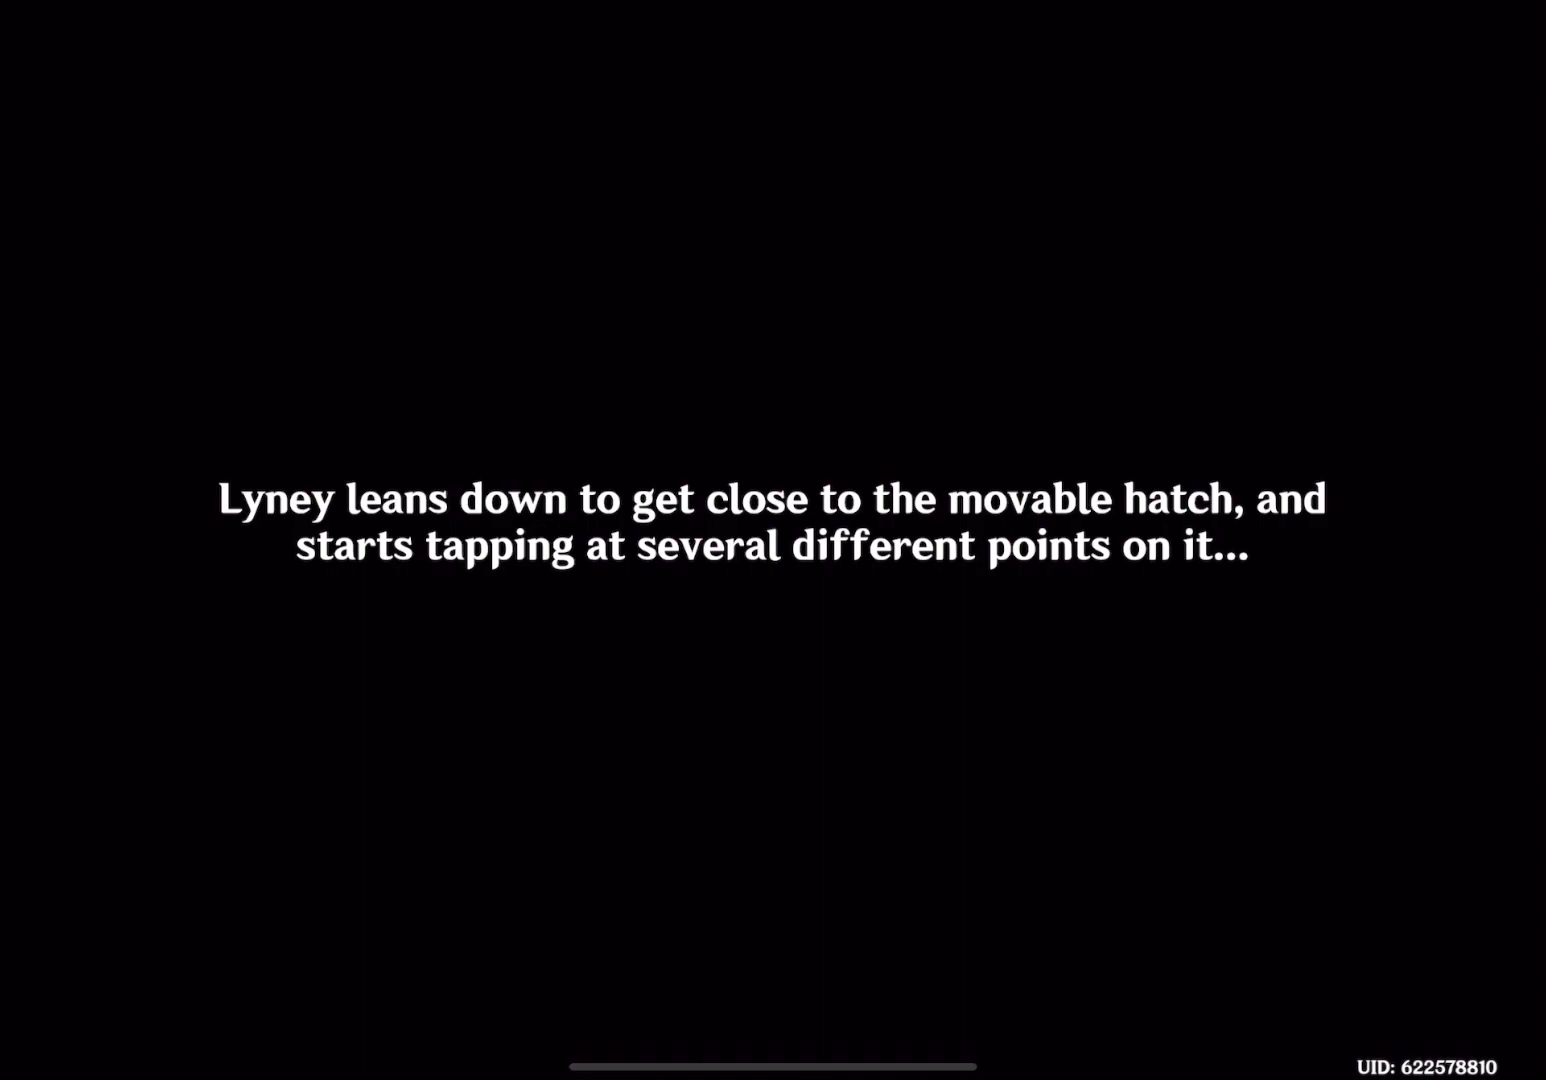 Lyney leans down to get close to the movable hatch, and
starts tapping at several different points on it...
UID: 622578810